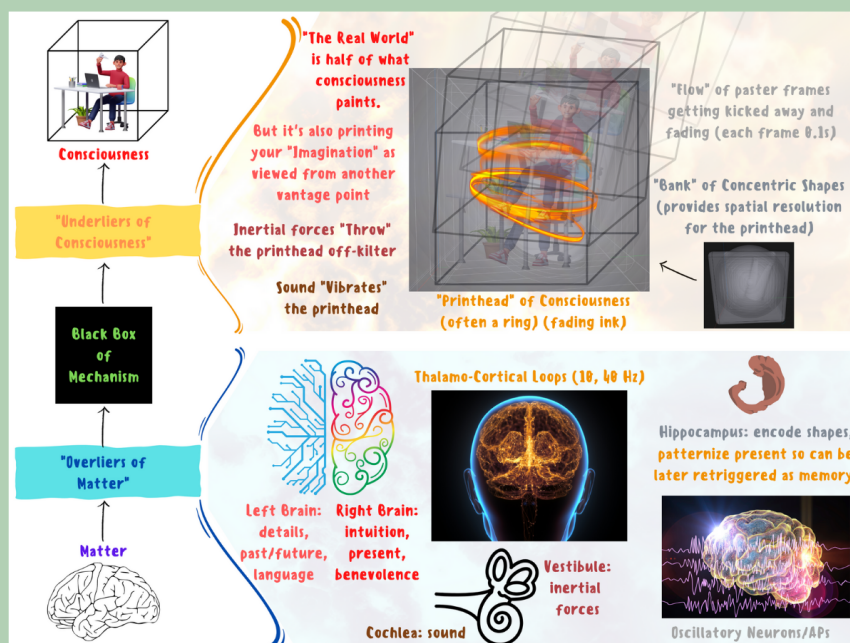 Consciousness
"Underliers of
Consciousness"
Black Box
of
Mechanism
"Overliers of
Matter"
Matter
"The Real World"
is half of what
consciousness
paints.
But it's also printing
your "Imagination" as
viewed from another
vantage point
Inertial forces "Throw"
the printhead off-kilter
Sound "Vibrates"
the printhead
"Printhead" of Consciousness
(often a ring) (fading ink)
"Flow" of paster frames
getting kicked away and
fading (each frame 0.1s)
"Bank" of Concentric Shapes
(provides spatial resolution
for the printhead)
Left Brain:
details,
past/future,
language
Right Brain:
intuition,
present,
benevolence
Thalamo-Cortical Loops (10, 40 Hz)
Cochlea: sound
Vestibule:
inertial
forces
Hippocampus: encode shapes,
patternize present so can be
later retriggered as memory
Oscillatory Neurons/APs